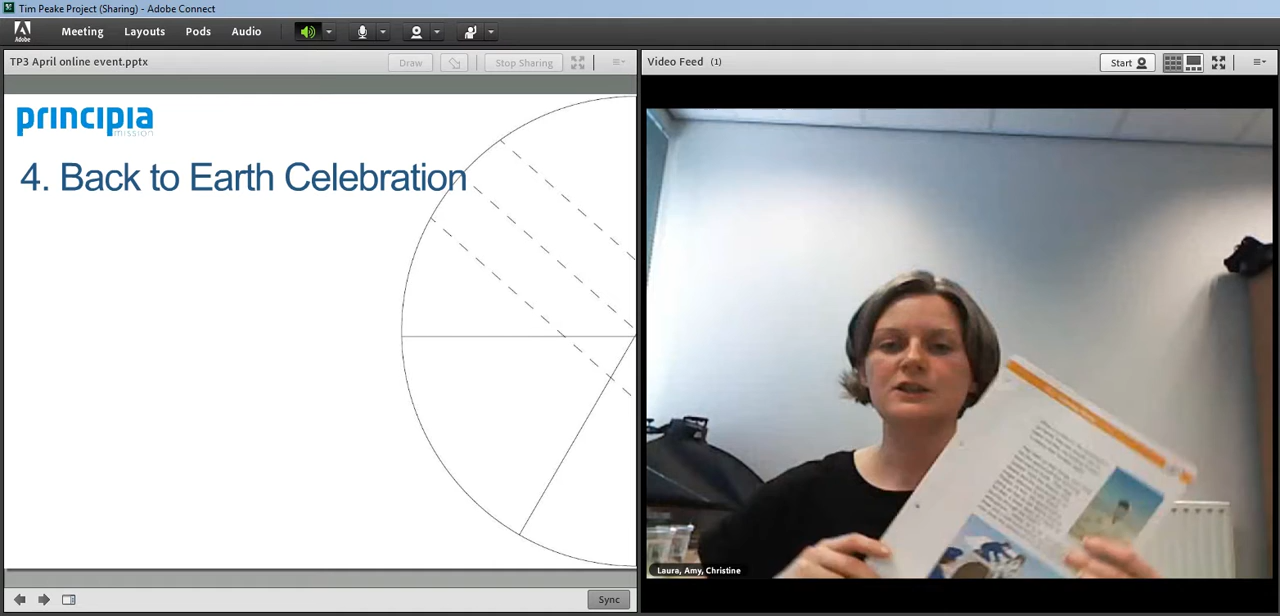 Tim Peake Project (Sharing) - Adobe Connect
Adobe
Meeting
Layouts
Pods
Audio
TP3 April online event.pptx
Draw
Stop Sharing
Video Feed (1)
Start
principia
mission
4. Back to Earth Celebration
Laura, Amy, Christine
Sync